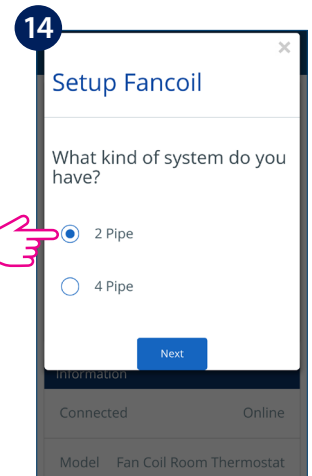 14
×
Setup Fancoil
What kind of system do you
have?
2 Pipe
4 Pipe
Next
Information
Connected Online
Model Fan Coil Room Thermostat